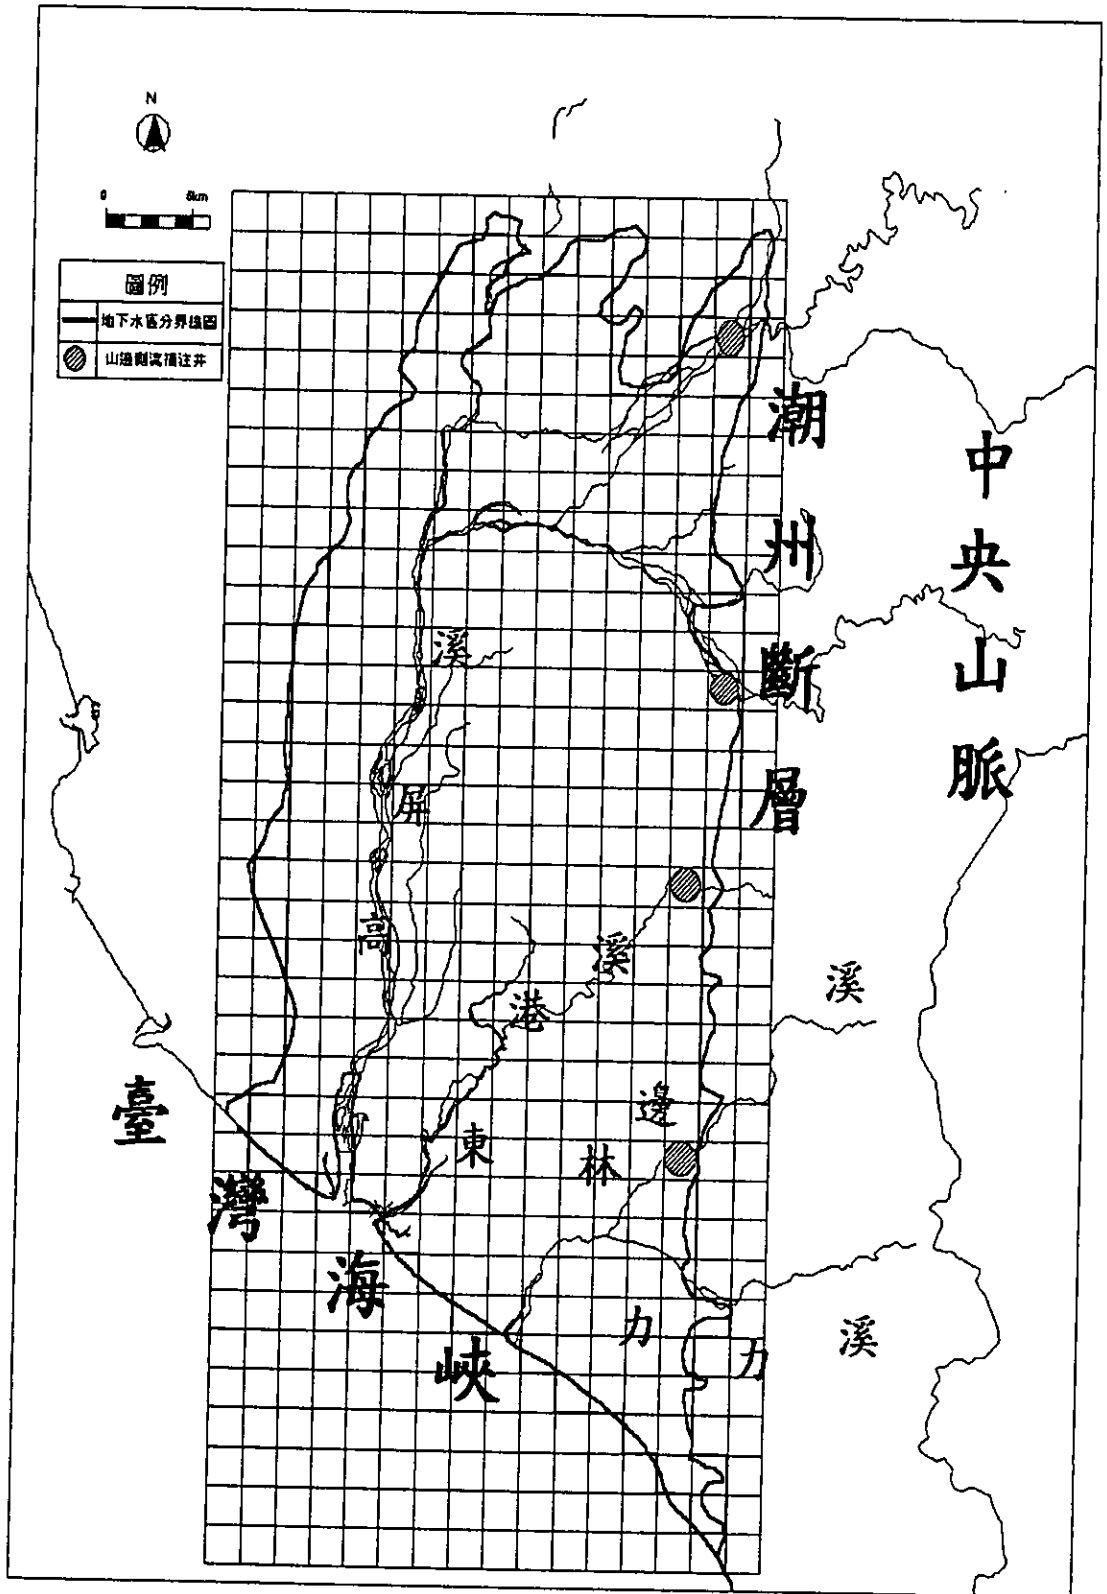 N
0 5km
圖例
地下水區分界線圖
山邊側流補注井
潮州斷層
中央山脈
高屏溪
東港溪
林邊溪
力力溪
臺灣海峽